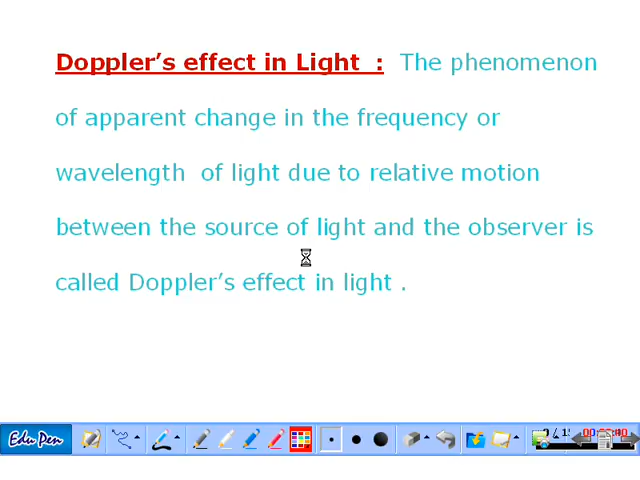 Doppler's effect in Light : The phenomenon
of apparent change in the frequency or
wavelength of light due to relative motion
between the source of light and the observer is
called Doppler's effect in light .
Edu Pen